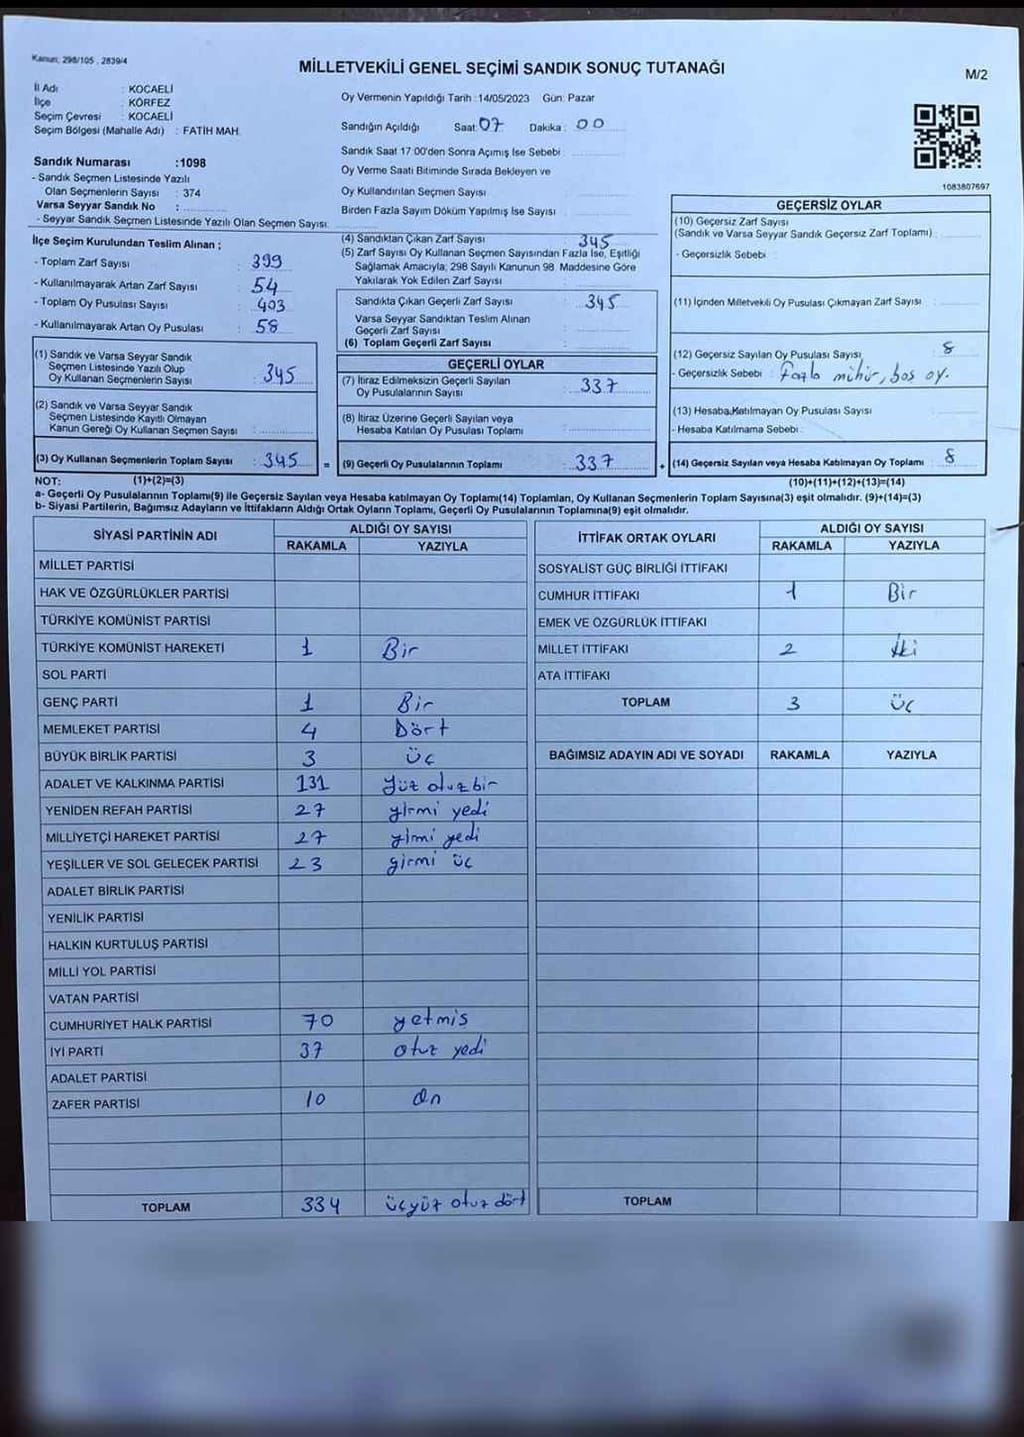 Kanun; 298/105 , 2839/4
MİLLETVEKİLİ GENEL SEÇİMİ SANDIK SONUÇ TUTANAĞI
M/2
İl Adı : KOCAELİ
İlçe : KÖRFEZ
Seçim Çevresi : KOCAELİ
Seçim Bölgesi (Mahalle Adı) : FATİH MAH.
Oy Vermenin Yapıldığı Tarih :14/05/2023 Gün: Pazar
Sandığın Açıldığı Saat: 07 Dakika: 00
Sandık Saat 17:00'den Sonra Açımış İse Sebebi :
Oy Verme Saati Bitiminde Sırada Bekleyen ve
Oy Kullandırılan Seçmen Sayısı :
Birden Fazla Sayım Döküm Yapılmış İse Sayısı :
1083807697
Sandık Numarası :1098
- Sandık Seçmen Listesinde Yazılı
Olan Seçmenlerin Sayısı : 374
Varsa Seyyar Sandık No :
- Seyyar Sandık Seçmen Listesinde Yazılı Olan Seçmen Sayısı:
İlçe Seçim Kurulundan Teslim Alınan ;
- Toplam Zarf Sayısı : 399
- Kullanılmayarak Artan Zarf Sayısı : 54
- Toplam Oy Pusulası Sayısı : 403
- Kullanılmayarak Artan Oy Pusulası : 58
(1) Sandık ve Varsa Seyyar Sandık
Seçmen Listesinde Yazılı Olup
Oy Kullanan Seçmenlerin Sayısı : 345
(2) Sandık ve Varsa Seyyar Sandık
Seçmen Listesinde Kayıtlı Olmayan
Kanun Gereği Oy Kullanan Seçmen Sayısı :
(3) Oy Kullanan Seçmenlerin Toplam Sayısı : 345
(4) Sandıktan Çıkan Zarf Sayısı : 345
(5) Zarf Sayısı Oy Kullanan Seçmen Sayısından Fazla İse, Eşitliği
Sağlamak Amacıyla; 298 Sayılı Kanunun 98. Maddesine Göre
Yakılarak Yok Edilen Zarf Sayısı :
Sandıkta Çıkan Geçerli Zarf Sayısı : 345
Varsa Seyyar Sandıktan Teslim Alınan
Geçerli Zarf Sayısı :
(6) Toplam Geçerli Zarf Sayısı :
GEÇERLİ OYLAR
(7) İtiraz Edilmeksizin Geçerli Sayılan
Oy Pusulasının Sayısı : 337
(8) İtiraz Üzerine Geçerli Sayılan veya
Hesaba Katılan Oy Pusulası Toplamı :
= (9) Geçerli Oy Pusulalarının Toplamı : 337
GEÇERSİZ OYLAR
(10) Geçersiz Zarf Sayısı
(Sandık ve Varsa Seyyar Sandık Geçersiz Zarf Toplamı) :
- Geçersizlik Sebebi :
(11) İçinden Milletvekili Oy Pusulası Çıkmayan Zarf Sayısı :
(12) Geçersiz Sayılan Oy Pusulası Sayısı : 8
- Geçersizlik Sebebi : Fazla mühür, boş oy.
(13) Hesaba Katılmayan Oy Pusulası Sayısı :
- Hesaba Katılmama Sebebi :
+ (14) Geçersiz Sayılan veya Hesaba Katılmayan Oy Toplamı : 8
NOT: (1)+(2)=(3)
(10)+(11)+(12)+(13)=(14)
a- Geçerli Oy Pusulalarının Toplamı(9) ile Geçersiz Sayılan veya Hesaba katılmayan Oy Toplamı(14) Toplamları, Oy Kullanan Seçmenlerin Toplam Sayısına(3) eşit olmalıdır. (9)+(14)=(3)
b- Siyasi Partilerin, Bağımsız Adayların ve İttifakların Aldığı Ortak Oyların Toplamı, Geçerli Oy Pusulalarının Toplamına(9) eşit olmalıdır.
SİYASİ PARTİNİN ADI ALDIĞI OY SAYISI
RAKAMLA YAZIYLA
MİLLET PARTİSİ
HAK VE ÖZGÜRLÜKLER PARTİSİ
TÜRKİYE KOMÜNİST PARTİSİ
TÜRKİYE KOMÜNİST HAREKETİ 1 Bir
SOL PARTİ
GENÇ PARTİ 1 Bir
MEMLEKET PARTİSİ 4 Dört
BÜYÜK BİRLİK PARTİSİ 3 üç
ADALET VE KALKINMA PARTİSİ 131 yüz otuz bir
YENİDEN REFAH PARTİSİ 27 yirmi yedi
MİLLİYETÇİ HAREKET PARTİSİ 27 yirmi yedi
YEŞİLLER VE SOL GELECEK PARTİSİ 23 yirmi üç
ADALET BİRLİK PARTİSİ
YENİLİK PARTİSİ
HALKIN KURTULUŞ PARTİSİ
MİLLİ YOL PARTİSİ
VATAN PARTİSİ
CUMHURİYET HALK PARTİSİ 70 yetmis
İYİ PARTİ 37 otuz yedi
ADALET PARTİSİ
ZAFER PARTİSİ 10 On
TOPLAM 334 üçyüz otuz dört
İTTİFAK ORTAK OYLARI ALDIĞI OY SAYISI
RAKAMLA YAZIYLA
SOSYALİST GÜÇ BİRLİĞİ İTTİFAKI
CUMHUR İTTİFAKI 1 Bir
EMEK VE ÖZGÜRLÜK İTTİFAKI
MİLLET İTTİFAKI 2 İki
ATA İTTİFAKI
TOPLAM 3 üç
BAĞIMSIZ ADAYIN ADI VE SOYADI RAKAMLA YAZIYLA
TOPLAM